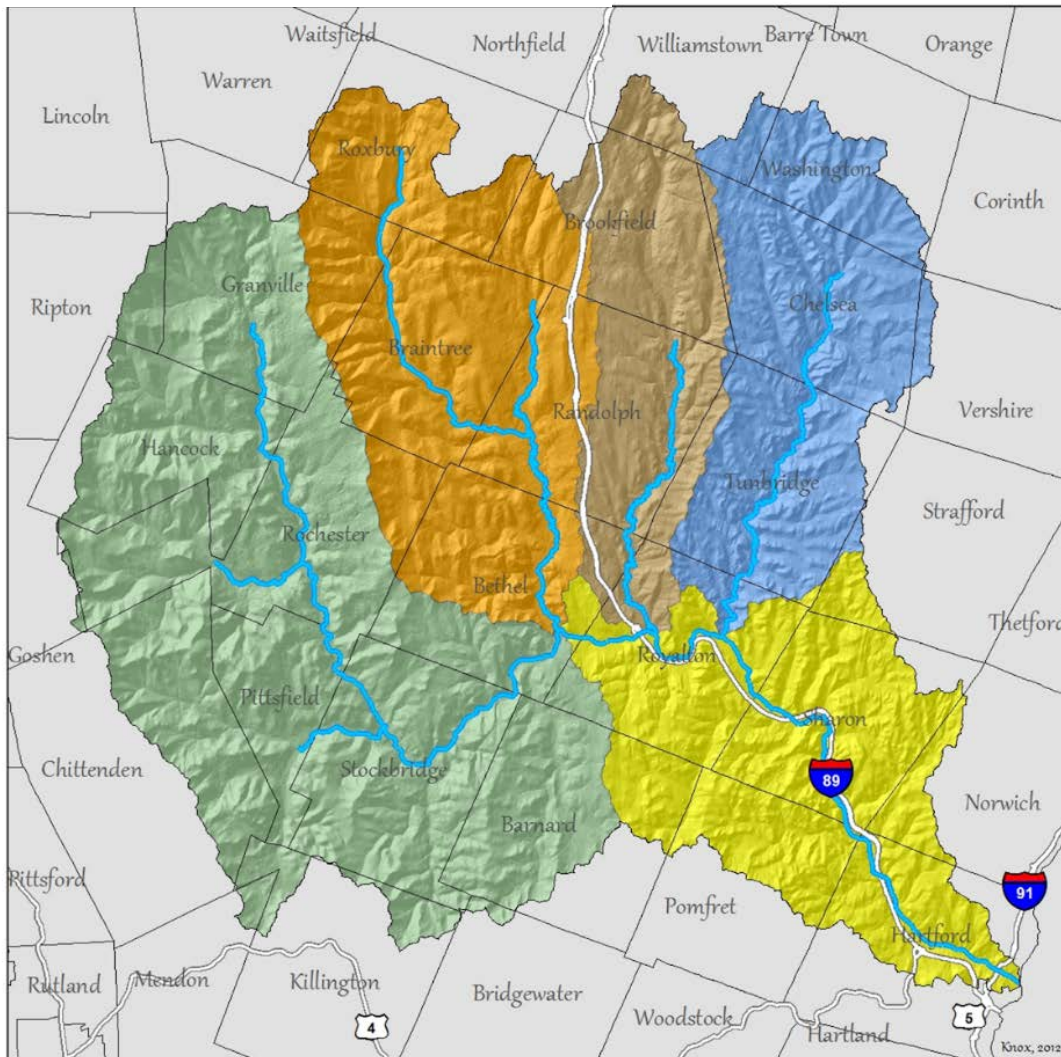 Waitsfield
Northfield
Williamstown
Barre Town
Orange
Warren
Lincoln
Roxbury
Washington
Corinth
Brookfield
Ripton
Granville
Chelsea
Braintree
Randolph
Vershire
Hancock
Tunbridge
Strafford
Rochester
Bethel
Thetford
Goshen
Royalton
Pittsfield
Sharon
Chittenden
Stockbridge
89
Norwich
Barnard
Pittsford
91
Pomfret
Hartford
Rutland
Mendon
Killington
Bridgewater
Woodstock
5
4
Hartland
Knox, 2012